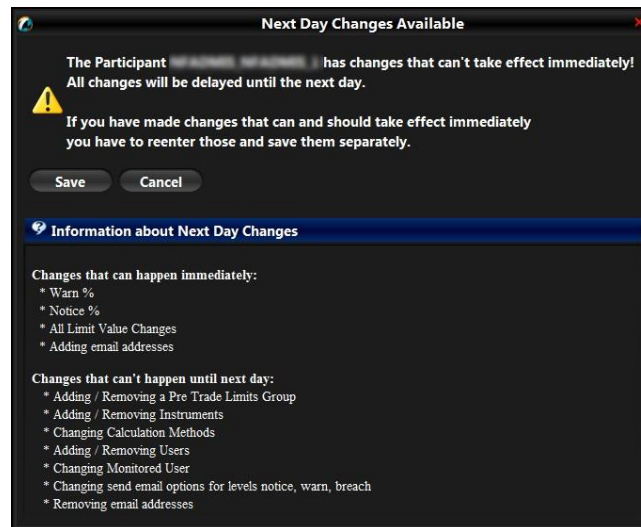 Next Day Changes Available
The Participant has changes that can't take effect immediately!
All changes will be delayed until the next day.
If you have made changes that can and should take effect immediately
you have to reenter those and save them separately.
Save Cancel
Information about Next Day Changes
Changes that can happen immediately:
* Warn %
* Notice %
* All Limit Value Changes
* Adding email addresses
Changes that can't happen until next day:
* Adding / Removing a Pre Trade Limits Group
* Adding / Removing Instruments
* Changing Calculation Methods
* Adding / Removing Users
* Changing Monitored User
* Changing send email options for levels notice, warn, breach
* Removing email addresses